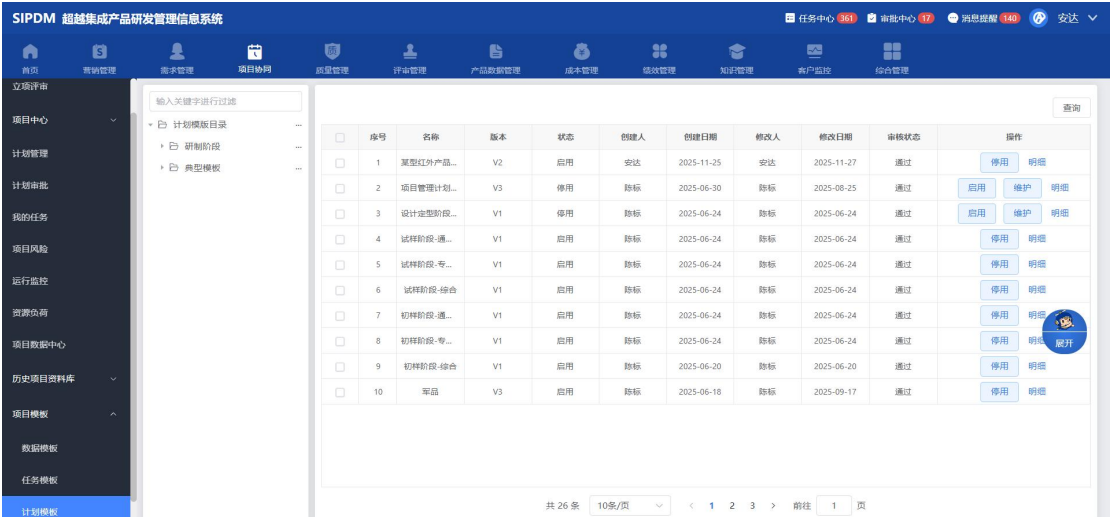 SIPDM 超越集成产品研发管理信息系统
任务中心 361 审批中心 17 消息提醒 140 安达
首页 营销管理 需求管理 项目协同 质量管理 评审管理 产品数据管理 成本管理 绩效管理 知识管理 客户监控 综合管理
立项评审
项目中心
计划管理
计划审批
我的任务
项目风险
运行监控
资源负荷
项目数据中心
历史项目资料库
项目模板
数据模板
任务模板
计划模板
输入关键字进行过滤
计划模版目录 ...
研制阶段 ...
典型模板 ...
查询
序号 名称 版本 状态 创建人 创建日期 修改人 修改日期 审核状态 操作
1 某型红外产品... V2 启用 安达 2025-11-25 安达 2025-11-27 通过 停用 明细
2 项目管理计划... V3 停用 陈标 2025-06-30 陈标 2025-08-25 通过 启用 维护 明细
3 设计定型阶段... V1 停用 陈标 2025-06-24 陈标 2025-06-24 通过 启用 维护 明细
4 试样阶段-通... V1 启用 陈标 2025-06-24 陈标 2025-06-24 通过 停用 明细
5 试样阶段-专... V1 启用 陈标 2025-06-24 陈标 2025-06-24 通过 停用 明细
6 试样阶段-综合 V1 启用 陈标 2025-06-24 陈标 2025-06-24 通过 停用 明细
7 初样阶段-通... V1 启用 陈标 2025-06-24 陈标 2025-06-24 通过 停用 明细
8 初样阶段-专... V1 启用 陈标 2025-06-24 陈标 2025-06-24 通过 停用 明细
9 初样阶段-综合 V1 启用 陈标 2025-06-20 陈标 2025-06-20 通过 停用 明细
10 军品 V3 启用 陈标 2025-06-18 陈标 2025-09-17 通过 停用 明细
展开
共 26 条 10条/页 < 1 2 3 > 前往 1 页